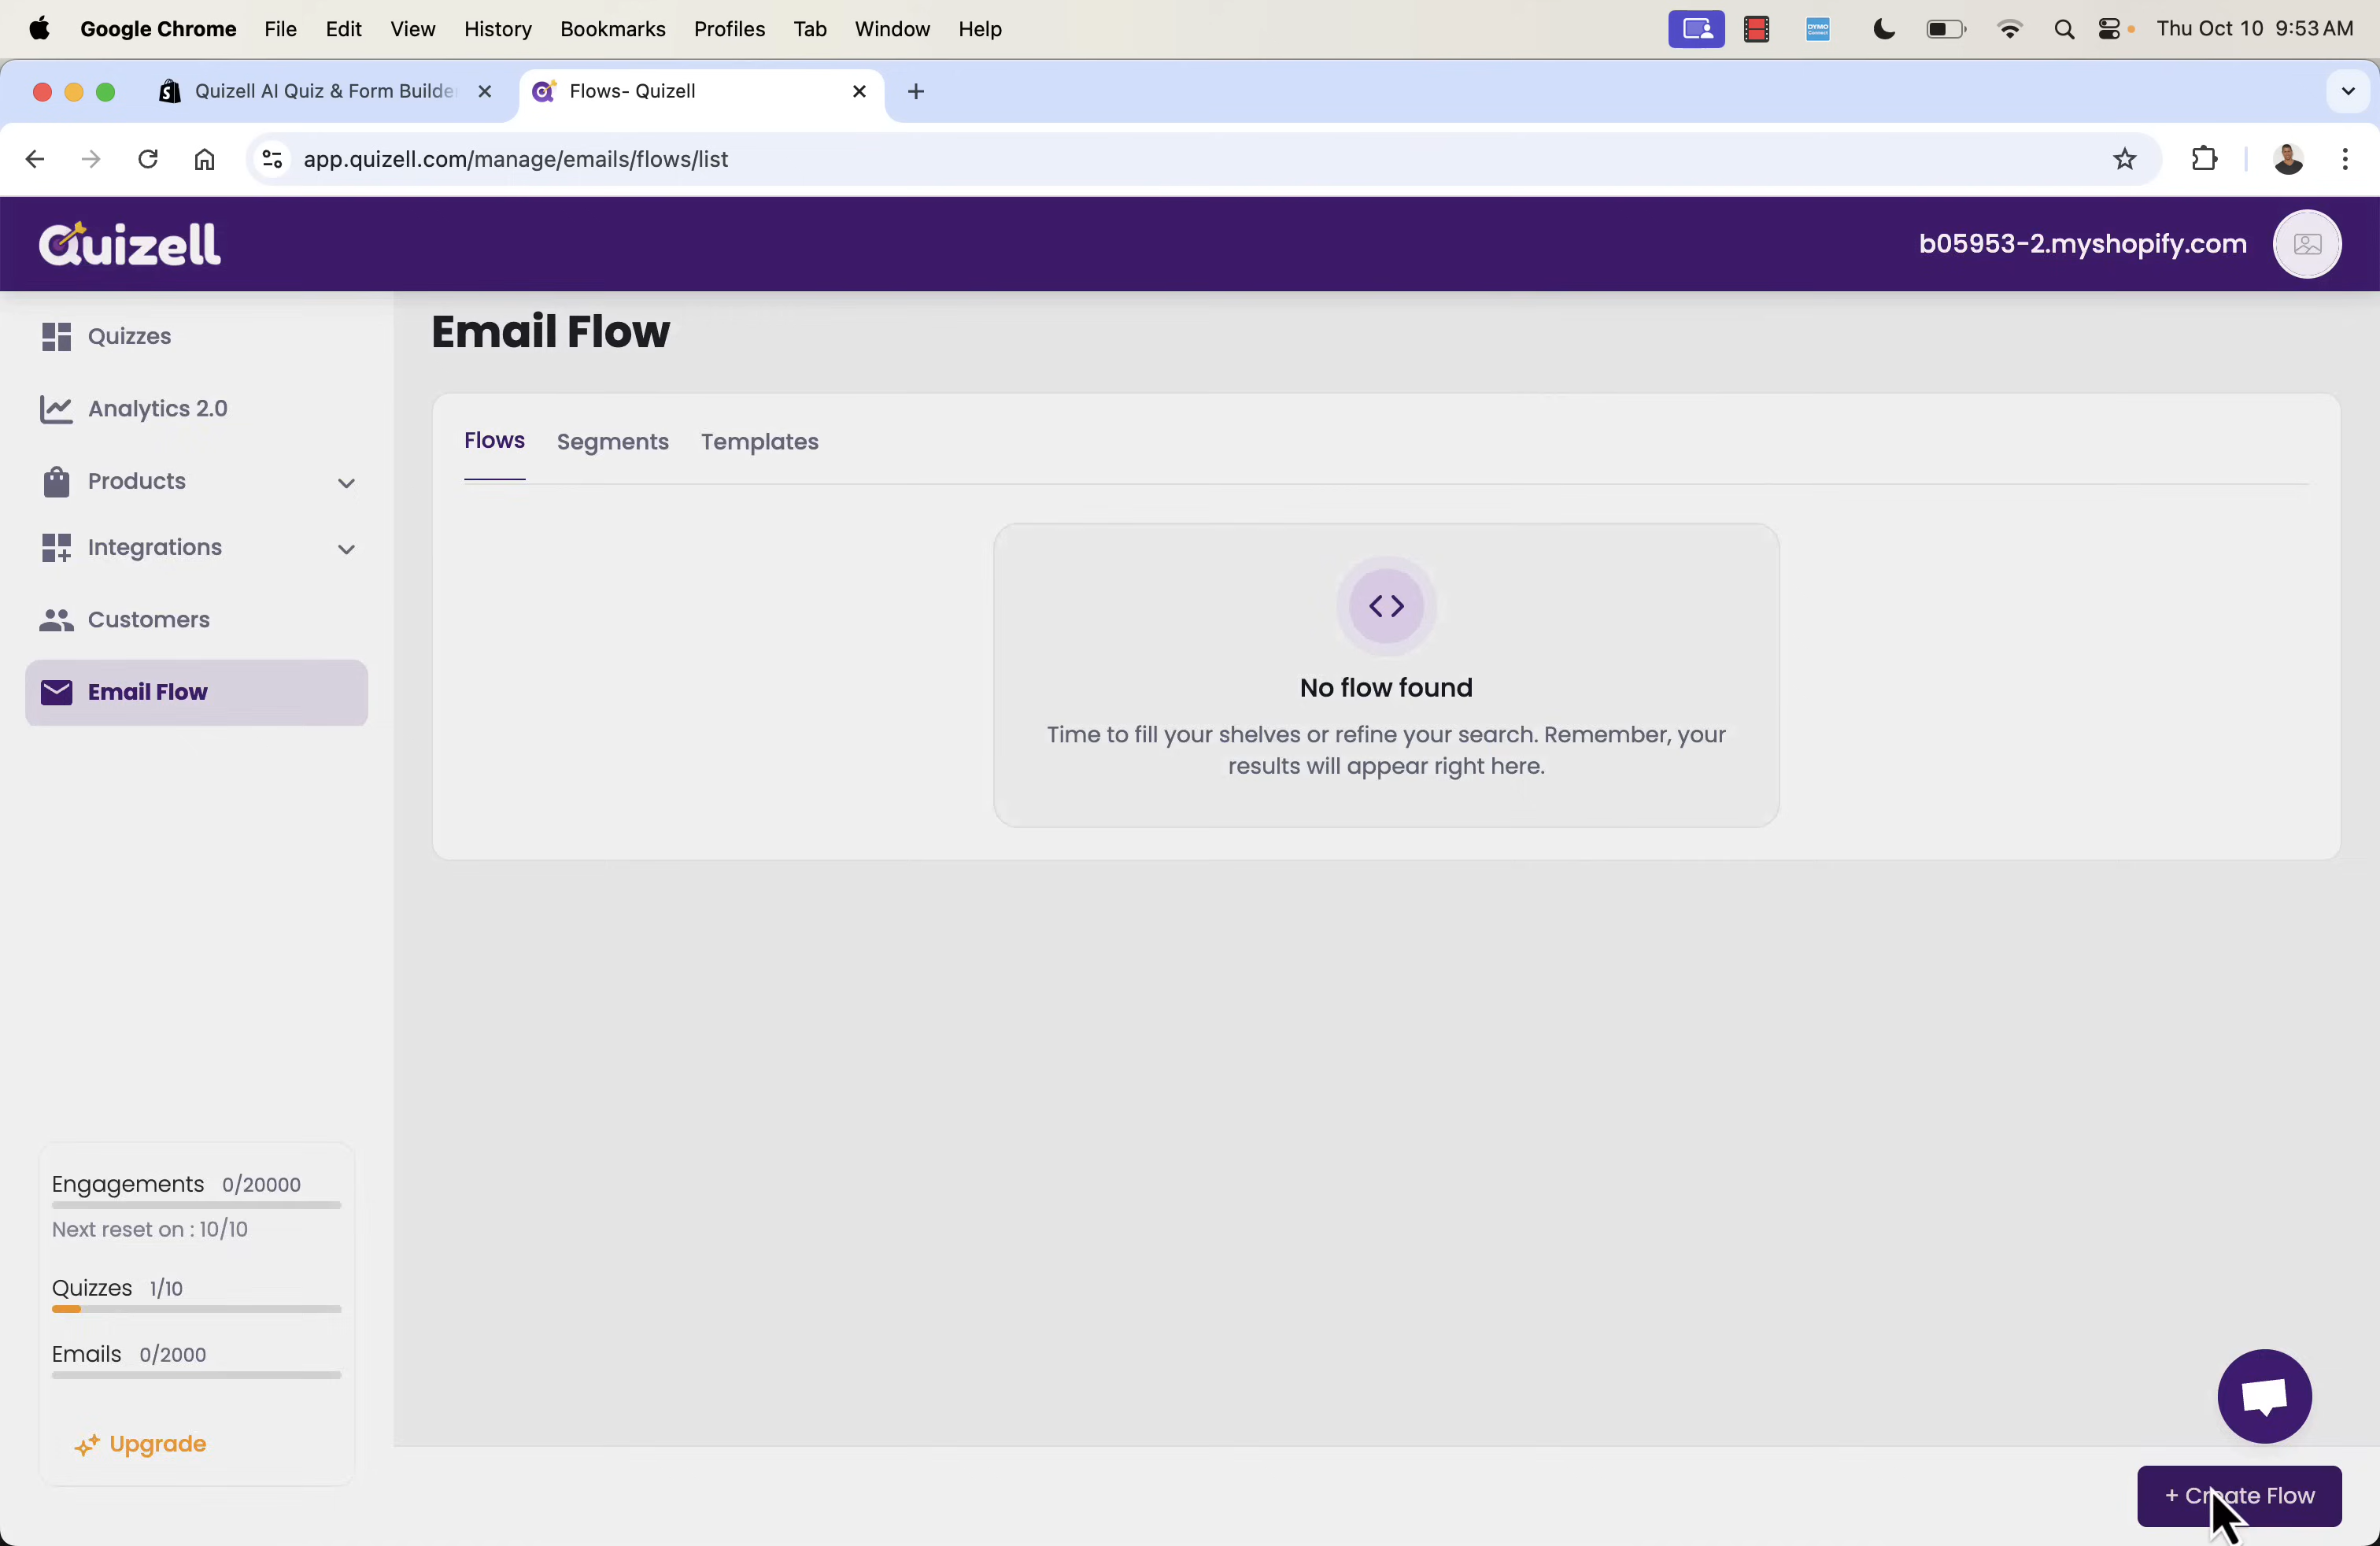 Google Chrome File Edit View History Bookmarks Profiles Tab Window Help DYMO Connect Thu Oct 10 9:53 AM
Quizell AI Quiz & Form Builde Flows- Quizell
app.quizell.com/manage/emails/flows/list
Quizell b05953-2.myshopify.com
Quizzes
Analytics 2.0
Products
Integrations
Customers
Email Flow
Engagements 0/20000
Next reset on : 10/10
Quizzes 1/10
Emails 0/2000
Upgrade
Email Flow
Flows Segments Templates
No flow found
Time to fill your shelves or refine your search. Remember, your
results will appear right here.
+ Create Flow